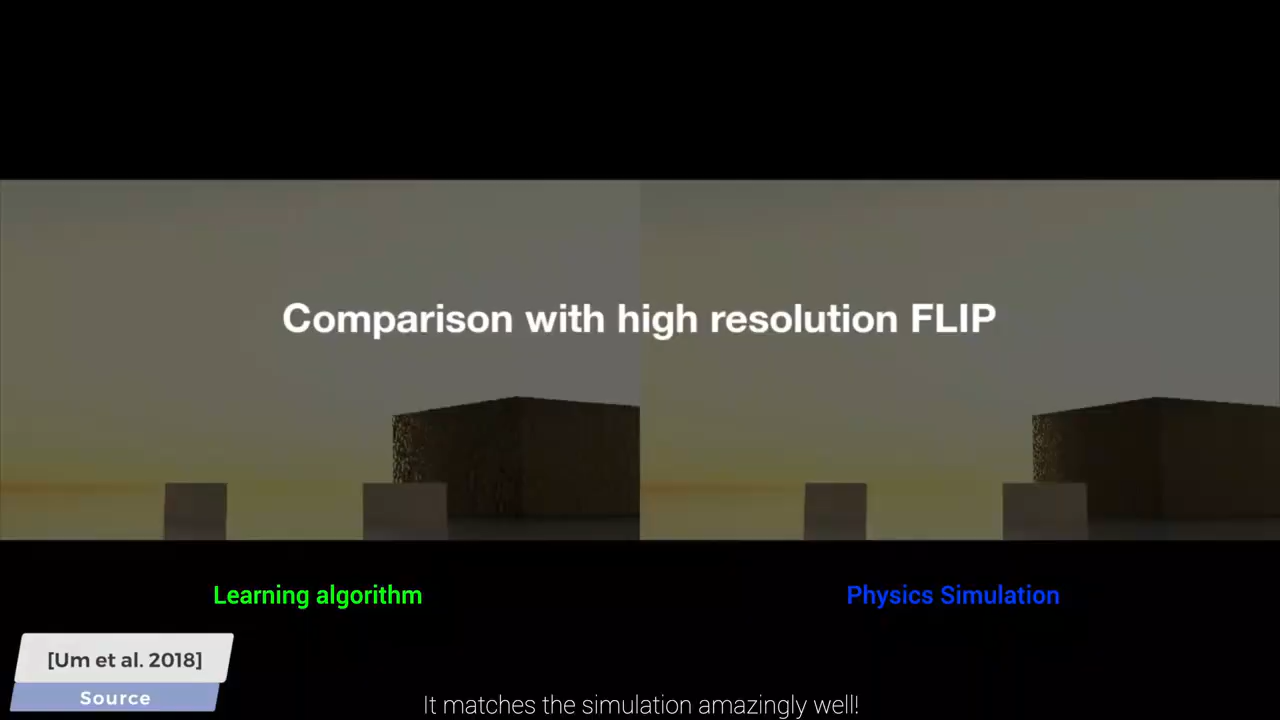 Comparison with high resolution FLIP
Learning algorithm
Physics Simulation
[Um et al. 2018]
Source
It matches the simulation amazingly well!